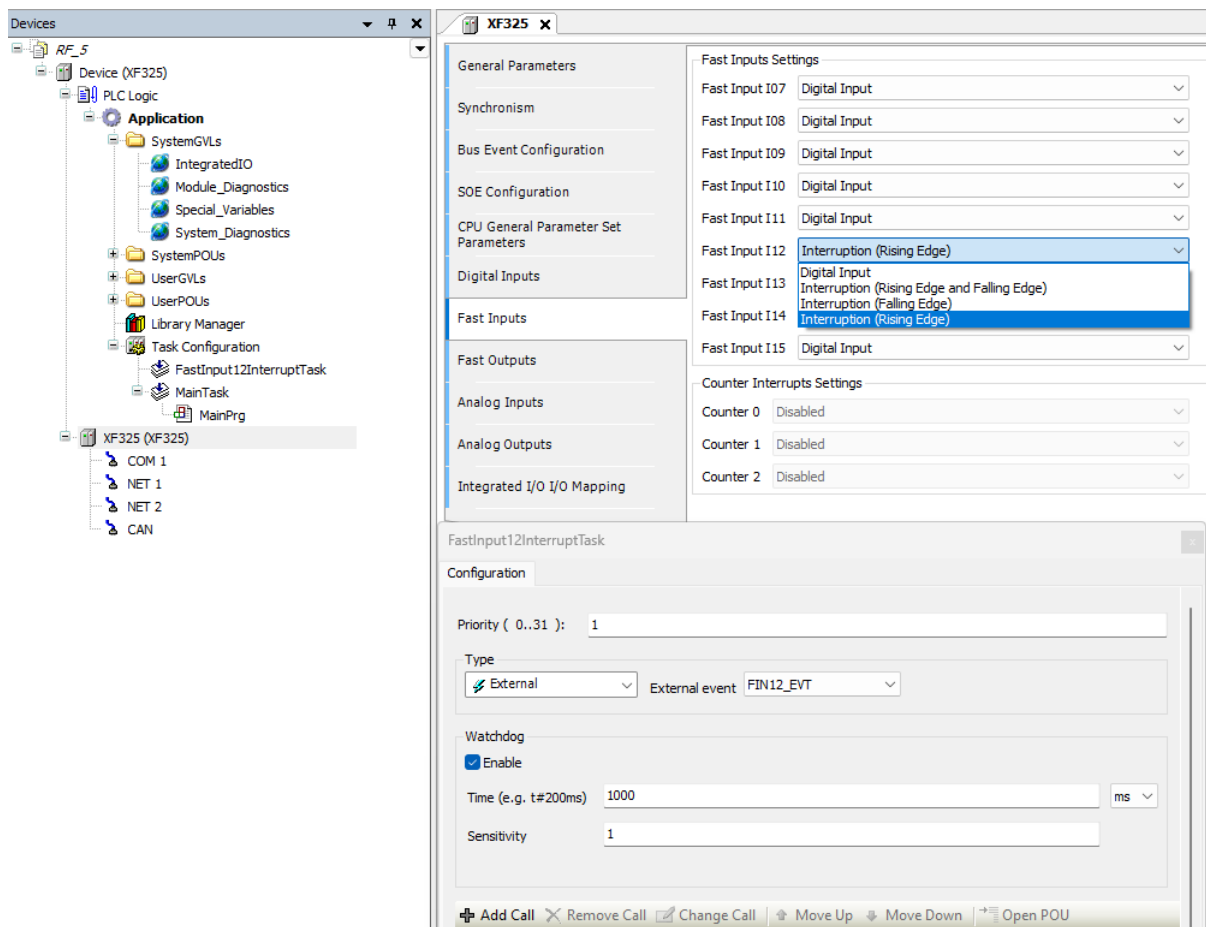 Devices
RF_5
Device (XF325)
PLC Logic
Application
SystemGVLs
IntegratedIO
Module_Diagnostics
Special_Variables
System_Diagnostics
SystemPOUs
UserGVLs
UserPOUs
Library Manager
Task Configuration
FastInput12InterruptTask
MainTask
MainPrg
XF325 (XF325)
COM 1
NET 1
NET 2
CAN
XF325
General Parameters
Synchronism
Bus Event Configuration
SOE Configuration
CPU General Parameter Set
Parameters
Digital Inputs
Fast Inputs
Fast Outputs
Analog Inputs
Analog Outputs
Integrated I/O I/O Mapping
Fast Inputs Settings
Fast Input I07 Digital Input
Fast Input I08 Digital Input
Fast Input I09 Digital Input
Fast Input I10 Digital Input
Fast Input I11 Digital Input
Fast Input I12 Interruption (Rising Edge)
Digital Input
Fast Input I13 Interruption (Rising Edge and Falling Edge)
Interruption (Falling Edge)
Fast Input I14 Interruption (Rising Edge)
Fast Input I15 Digital Input
Counter Interrupts Settings
Counter 0 Disabled
Counter 1 Disabled
Counter 2 Disabled
FastInput12InterruptTask
x
Configuration
Priority ( 0..31 ): 1
Type
External External event FIN12_EVT
Watchdog
Enable
Time (e.g. t#200ms) 1000 ms
Sensitivity 1
Add Call Remove Call Change Call Move Up Move Down Open POU